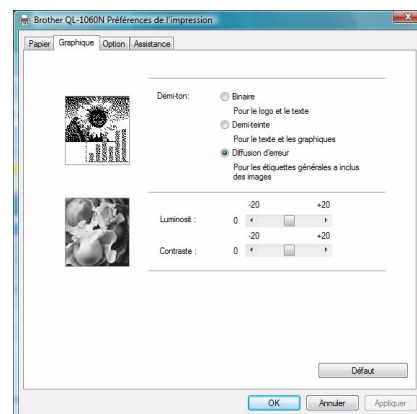 Brother QL-1060N Préférences de l'impression
Papier Graphique Option Assistance
Demi-ton: Binaire
Pour le logo et le texte
Demi-teinte
Pour le texte et les graphiques
Diffusion d'erreur
Pour les étiquettes générales a inclus
des images
-20 +20
Luminosit : 0
-20 +20
Contraste : 0
Défaut
OK Annuler Appliquer